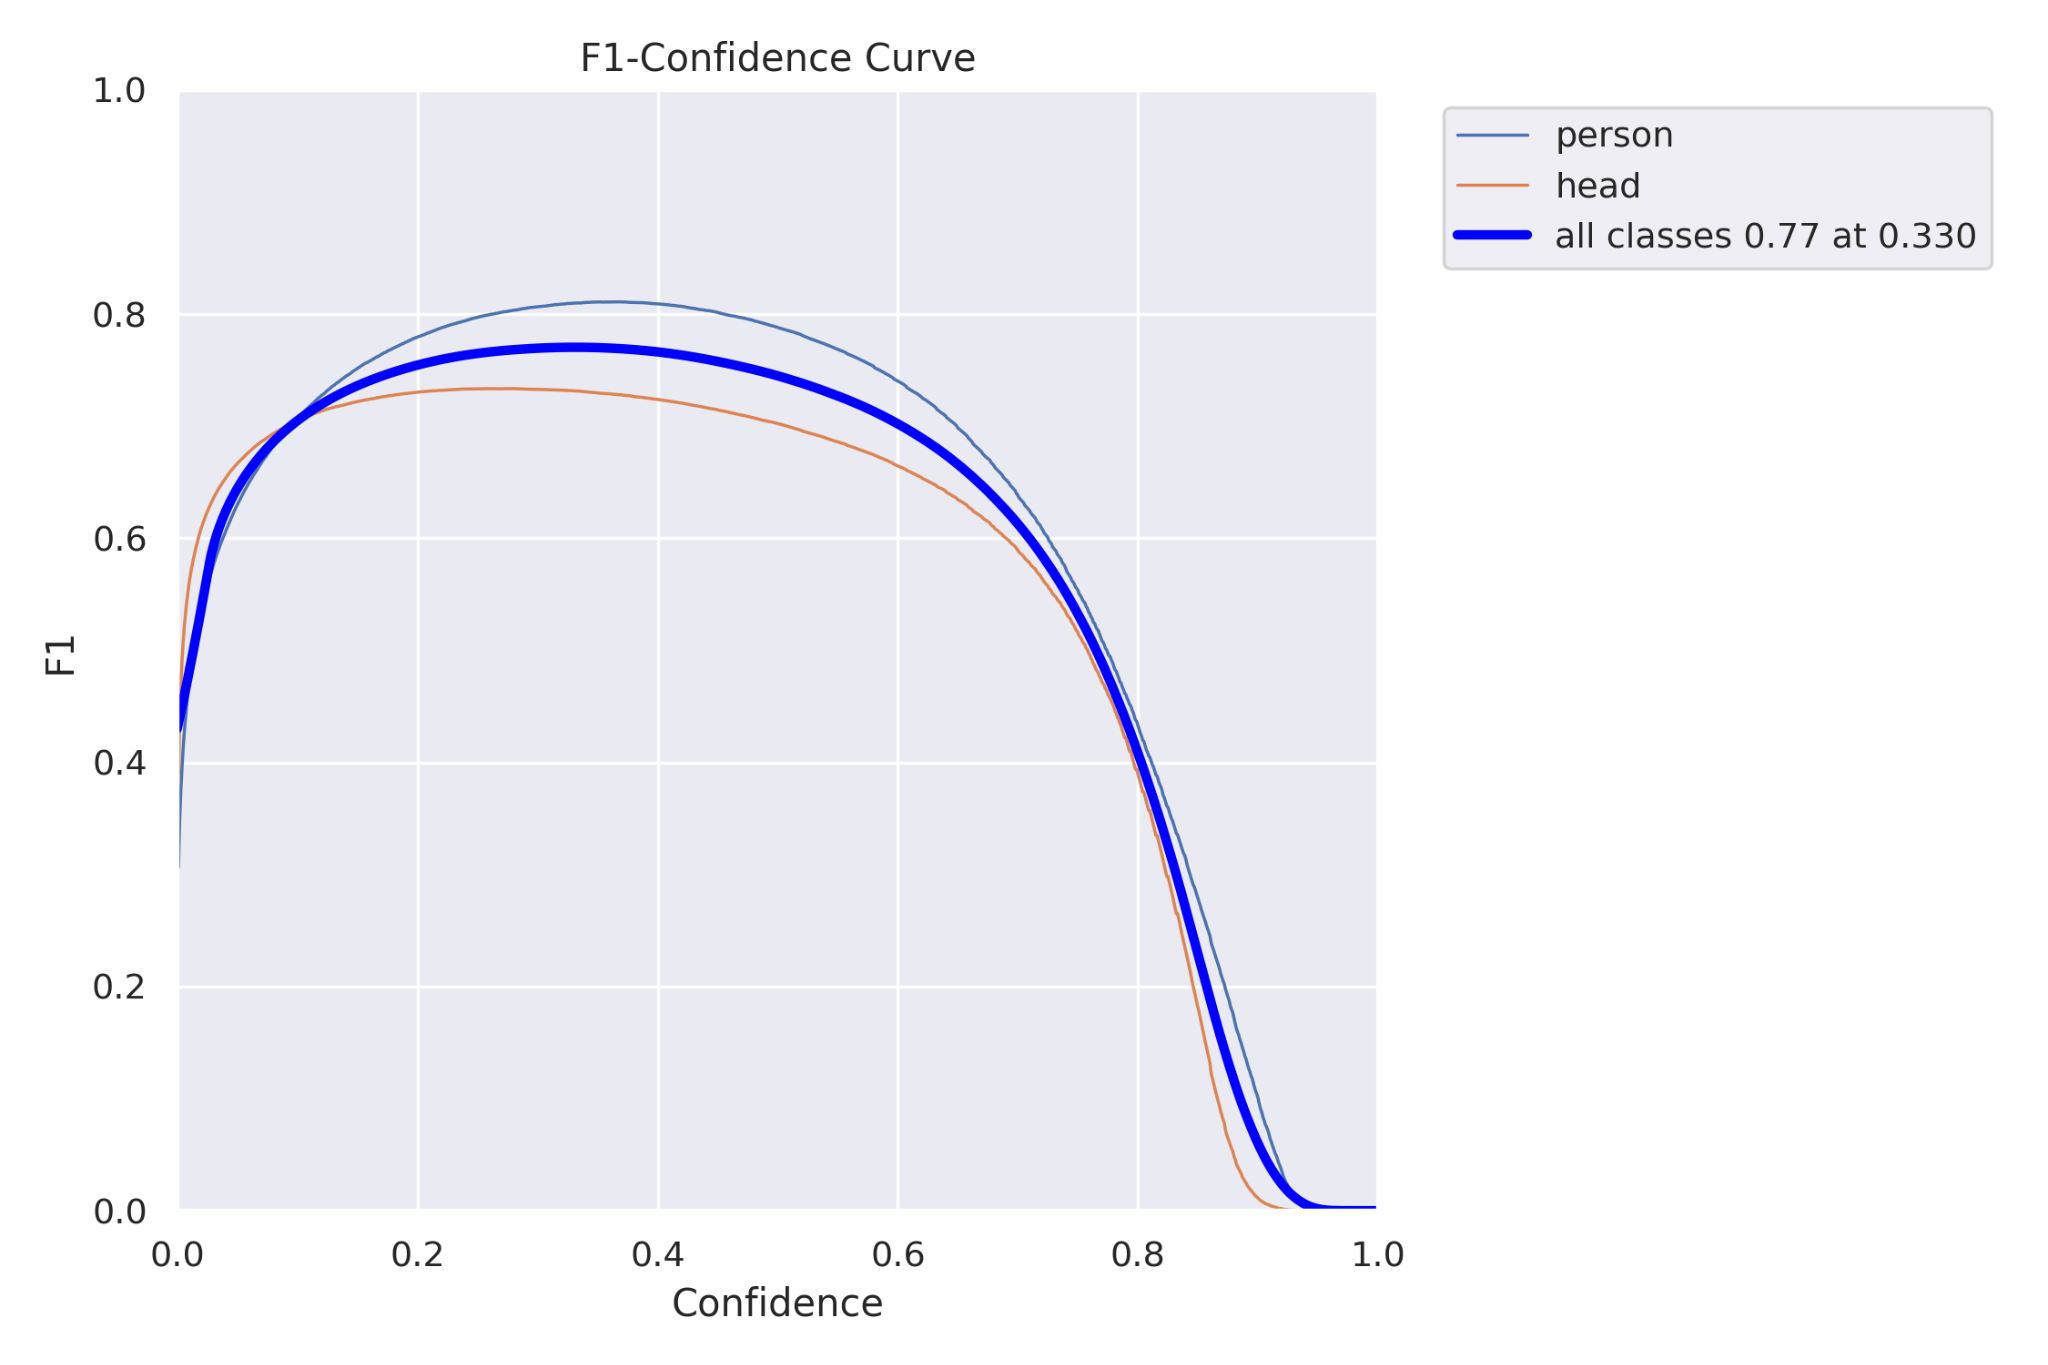 F1-Confidence Curve
1.0
0.8
0.6
0.4
0.2
0.0
F1
0.0 0.2 0.4 0.6 0.8 1.0
Confidence
person
head
all classes 0.77 at 0.330